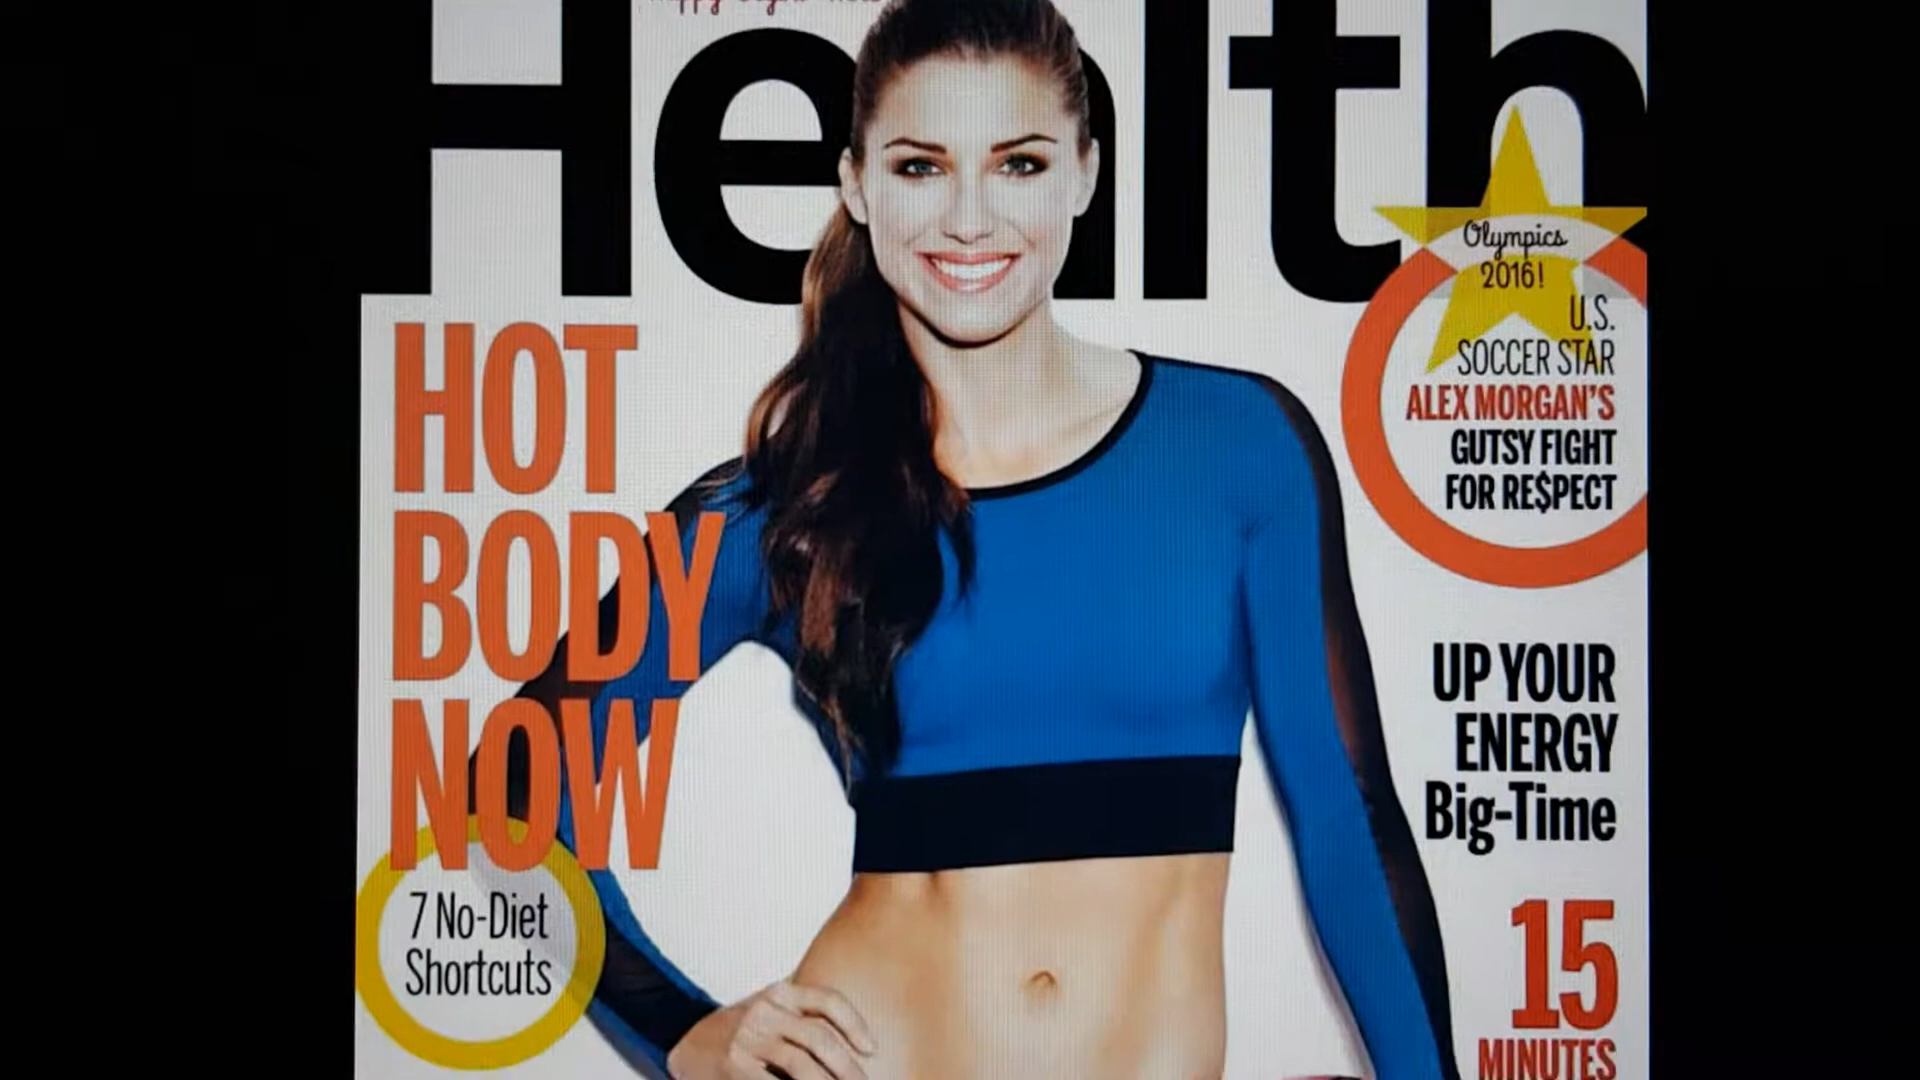 Health
HOT
BODY
NOW
7 No-Diet
Shortcuts
Olympics
2016!
U.S.
SOCCER STAR
ALEX MORGAN'S
GUTSY FIGHT
FOR RE$PECT
UP YOUR
ENERGY
Big-Time
15
MINUTES